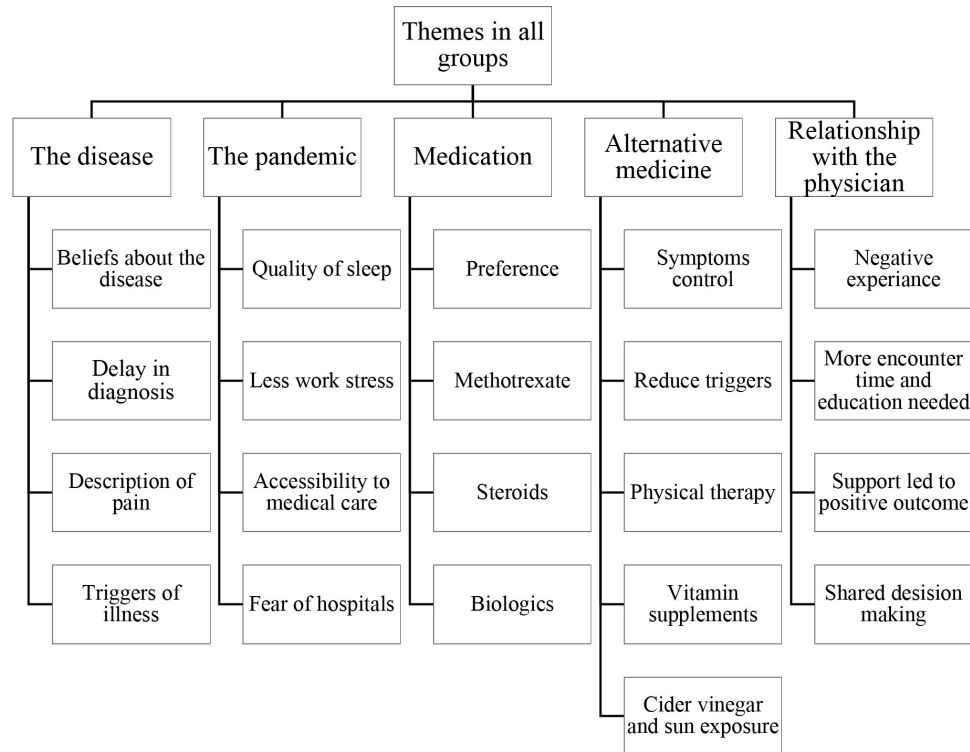 Themes in all
groups
The disease
Beliefs about the
disease
Delay in
diagnosis
Description of
pain
Triggers of
illness
The pandemic
Quality of sleep
Less work stress
Accessibility to
medical care
Fear of hospitals
Medication
Preference
Methotrexate
Steroids
Biologics
Alternative
medicine
Symptoms
control
Reduce triggers
Physical therapy
Vitamin
supplements
Cider vinegar
and sun exposure
Relationship
with the
physician
Negative
experiance
More encounter
time and
education needed
Support led to
positive outcome
Shared desision
making